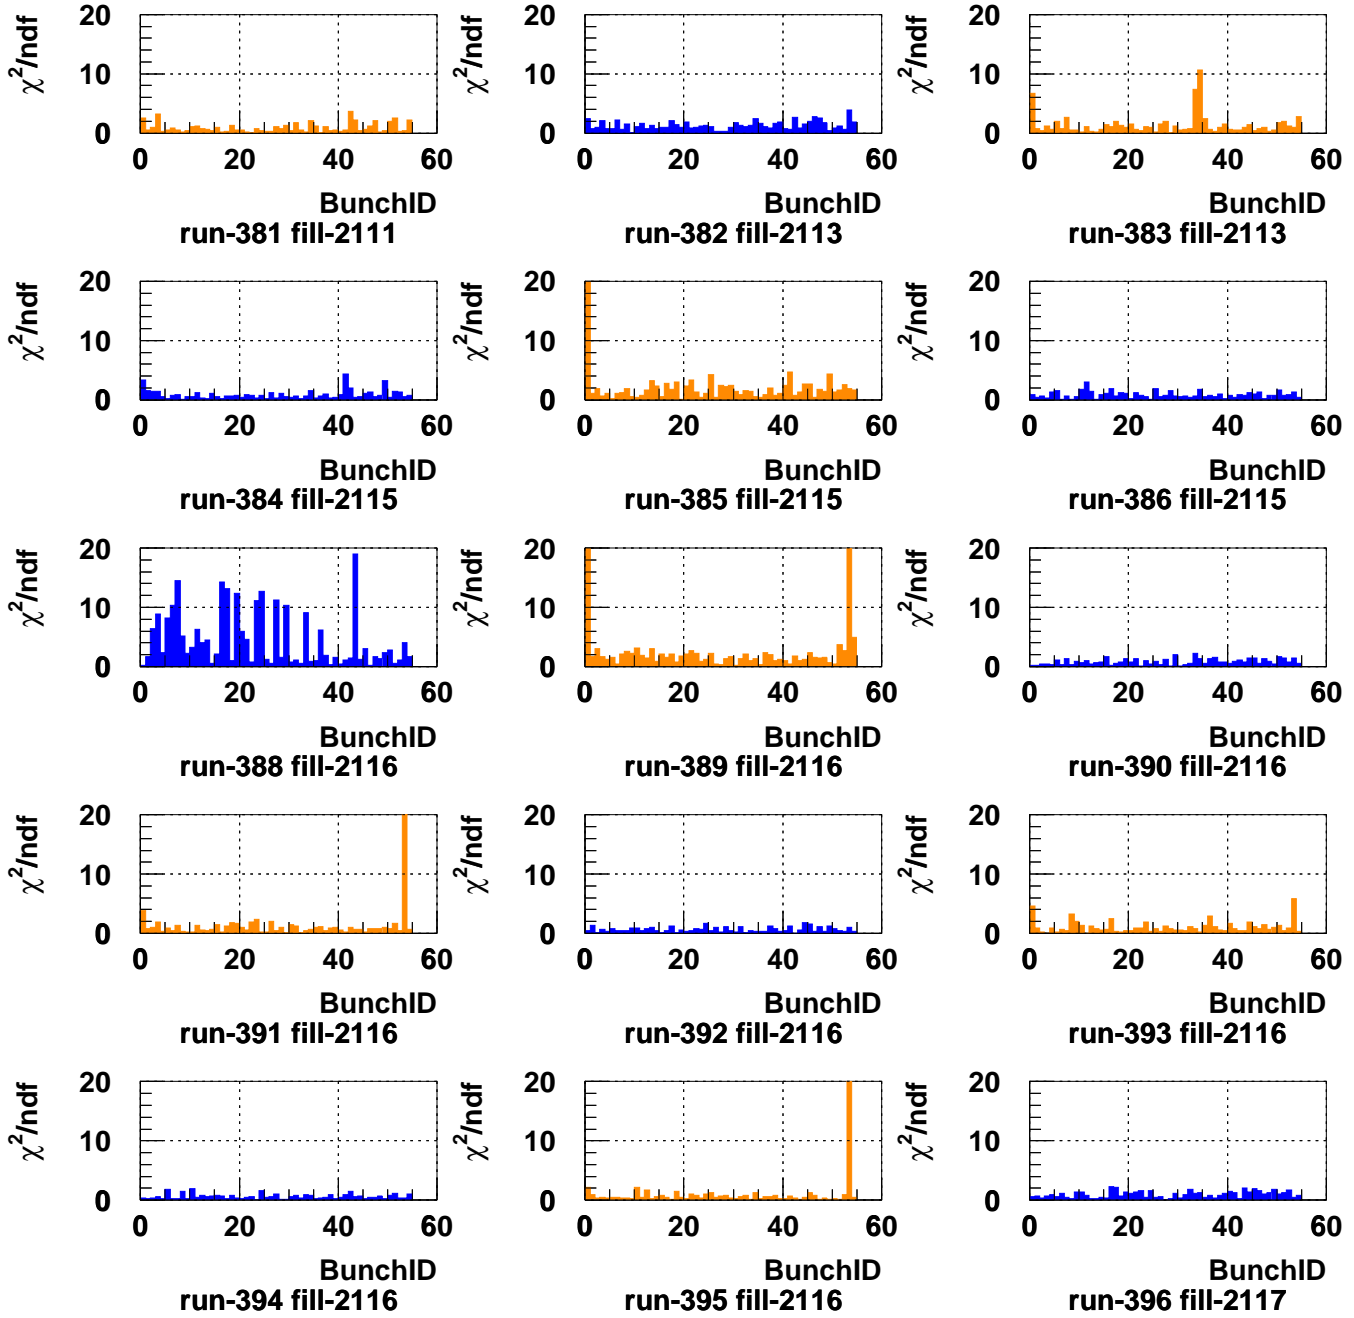 χ²/ndf 20 10 0 0 20 40 60 BunchID run-381 fill-2111
χ²/ndf 20 10 0 0 20 40 60 BunchID run-382 fill-2113
χ²/ndf 20 10 0 0 20 40 60 BunchID run-383 fill-2113
χ²/ndf 20 10 0 0 20 40 60 BunchID run-384 fill-2115
χ²/ndf 20 10 0 0 20 40 60 BunchID run-385 fill-2115
χ²/ndf 20 10 0 0 20 40 60 BunchID run-386 fill-2115
χ²/ndf 20 10 0 0 20 40 60 BunchID run-388 fill-2116
χ²/ndf 20 10 0 0 20 40 60 BunchID run-389 fill-2116
χ²/ndf 20 10 0 0 20 40 60 BunchID run-390 fill-2116
χ²/ndf 20 10 0 0 20 40 60 BunchID run-391 fill-2116
χ²/ndf 20 10 0 0 20 40 60 BunchID run-392 fill-2116
χ²/ndf 20 10 0 0 20 40 60 BunchID run-393 fill-2116
χ²/ndf 20 10 0 0 20 40 60 BunchID run-394 fill-2116
χ²/ndf 20 10 0 0 20 40 60 BunchID run-395 fill-2116
χ²/ndf 20 10 0 0 20 40 60 BunchID run-396 fill-2117